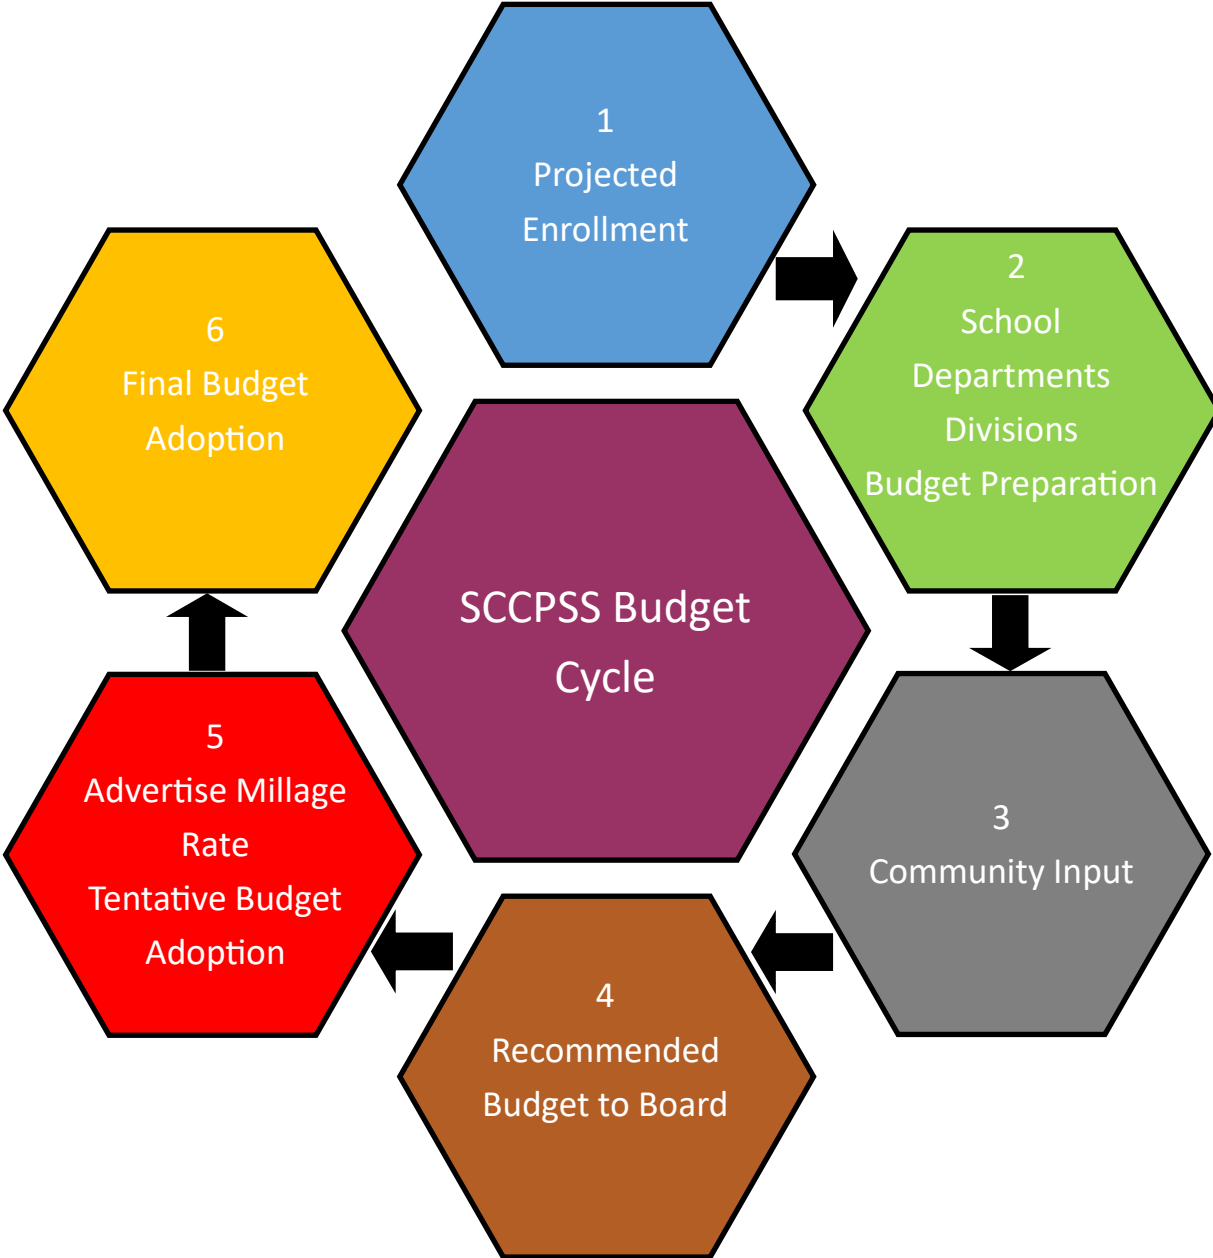 1
Projected
Enrollment
2
School
Departments
Divisions
Budget Preparation
3
Community Input
4
Recommended
Budget to Board
5
Advertise Millage
Rate
Tentative Budget
Adoption
6
Final Budget
Adoption
SCCPSS Budget
Cycle